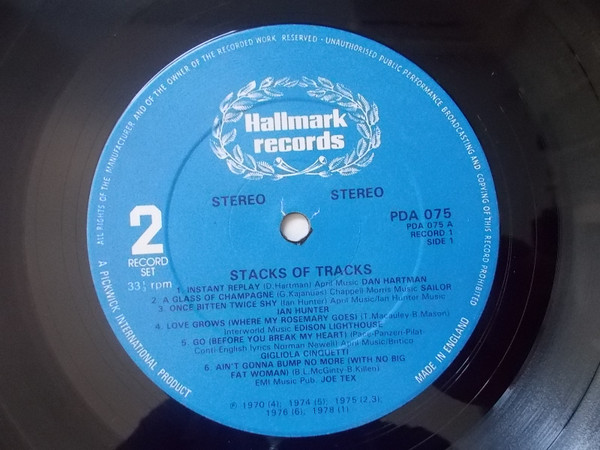 ALL RIGHTS OF THE MANUFACTURER AND OF THE OWNER OF THE RECORDED WORK RESERVED - UNAUTHORISED PUBLIC PERFORMANCE BROADCASTING AND COPYING OF THIS RECORD PROHIBITED
Hallmark
records
STEREO STEREO
2
RECORD
SET
33⅓ rpm
PDA 075
PDA 075 A
RECORD 1
SIDE 1
STACKS OF TRACKS
1. INSTANT REPLAY (D.Hartman) April Music DAN HARTMAN
2. A GLASS OF CHAMPAGNE (G.Kajanus) Chappell Morris Music SAILOR
3. ONCE BITTEN TWICE SHY (Ian Hunter) April Music/Ian Hunter Music
IAN HUNTER
4. LOVE GROWS (WHERE MY ROSEMARY GOES) (T.Macauley-B.Mason)
Interworld Music EDISON LIGHTHOUSE
5. GO (BEFORE YOU BREAK MY HEART) (Pace-Panzeri-Pilat-
Conti-English lyrics Norman Newell) April Music/Britico
GIGLIOLA CINQUETTI
6. AIN'T GONNA BUMP NO MORE (WITH NO BIG
FAT WOMAN) (B.L.McGinty-B.Killen)
EMI Music Pub. JOE TEX
℗ 1970 (4); 1974 (5); 1975 (2,3);
1976 (6); 1978 (1)
A PICKWICK INTERNATIONAL PRODUCT
MADE IN ENGLAND